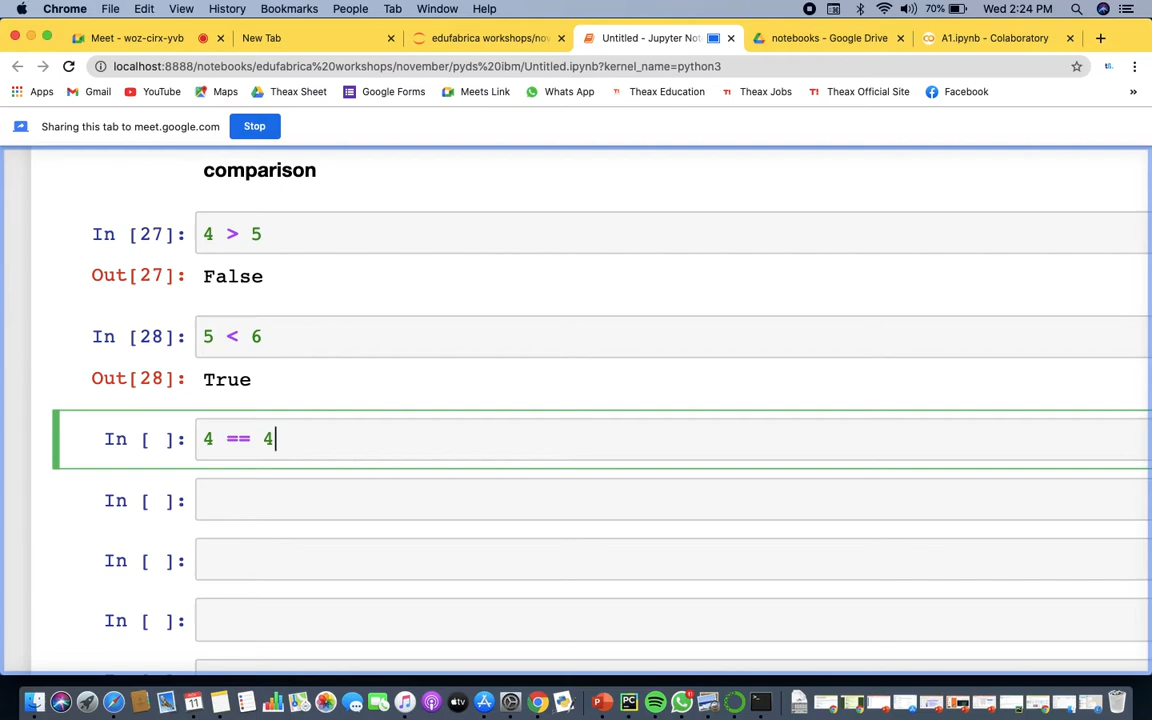 Chrome File Edit View History Bookmarks People Tab Window Help 70% Wed 2:24 PM
Meet - woz-cirx-yvb New Tab edufabrica workshops/nov Untitled - Jupyter Not notebooks - Google Drive A1.ipynb - Colaboratory
localhost:8888/notebooks/edufabrica%20workshops/november/pyds%20ibm/Untitled.ipynb?kernel_name=python3
Apps Gmail YouTube Maps Theax Sheet Google Forms Meets Link Whats App Theax Education Theax Jobs Theax Official Site Facebook »
Sharing this tab to meet.google.com Stop
comparison
In [27]: 4 > 5
Out[27]: False
In [28]: 5 < 6
Out[28]: True
In [ ]: 4 == 4
In [ ]:
In [ ]:
In [ ]: